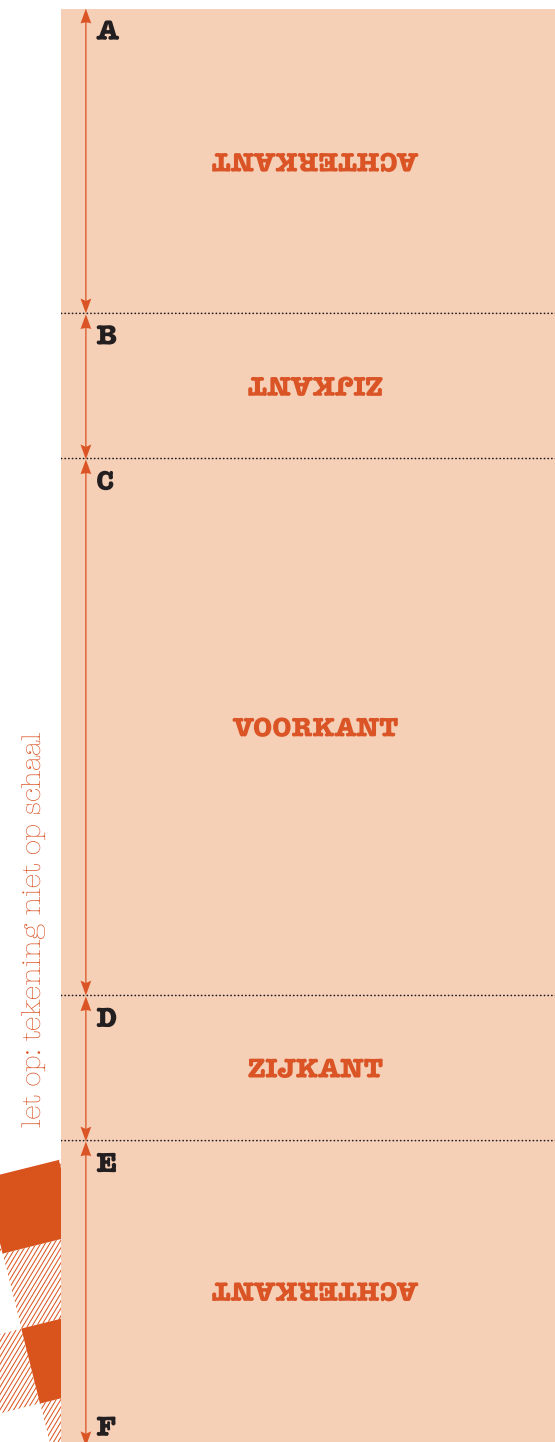 A
ACHTERKANT
B
ZIJKANT
C
VOORKANT
let op: tekening niet op schaal
D
ZIJKANT
E
ACHTERKANT
F